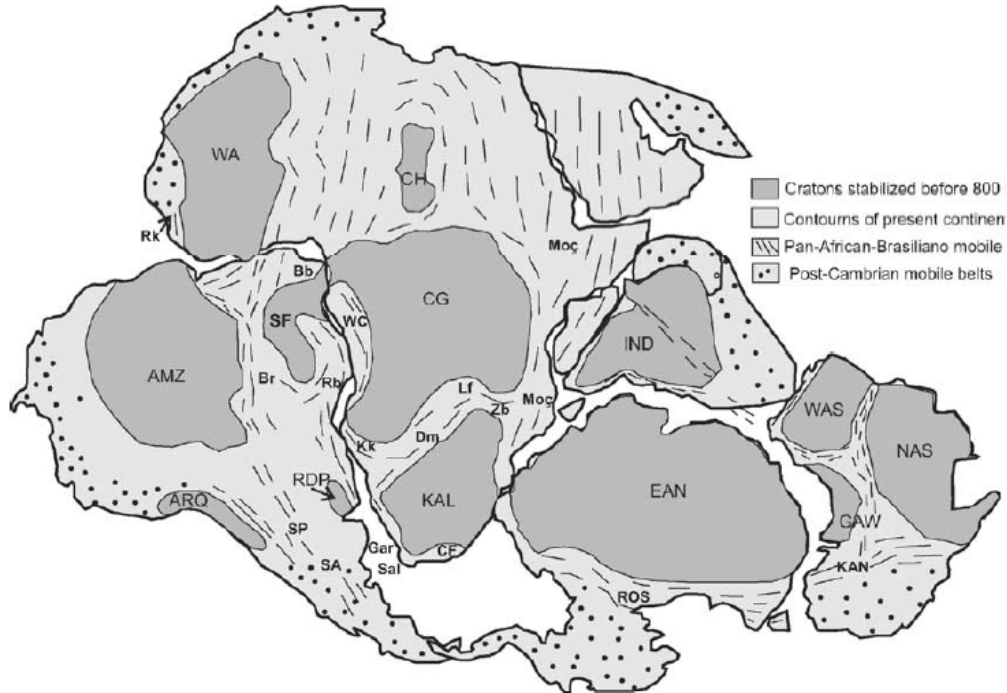 WA
CH
Rk
Moç
Cratons stabilized before 800
Contourns of present continent
Pan-African-Brasiliano mobile
Post-Cambrian mobile belts
Bb
CG
SF
WC
IND
AMZ
Br
Rb
Lf
Zb
Moç
WAS
Kk
Dm
NAS
RDP
ARQ
KAL
EAN
GAW
SP
Gar
CF
SA
Sal
KAN
ROS